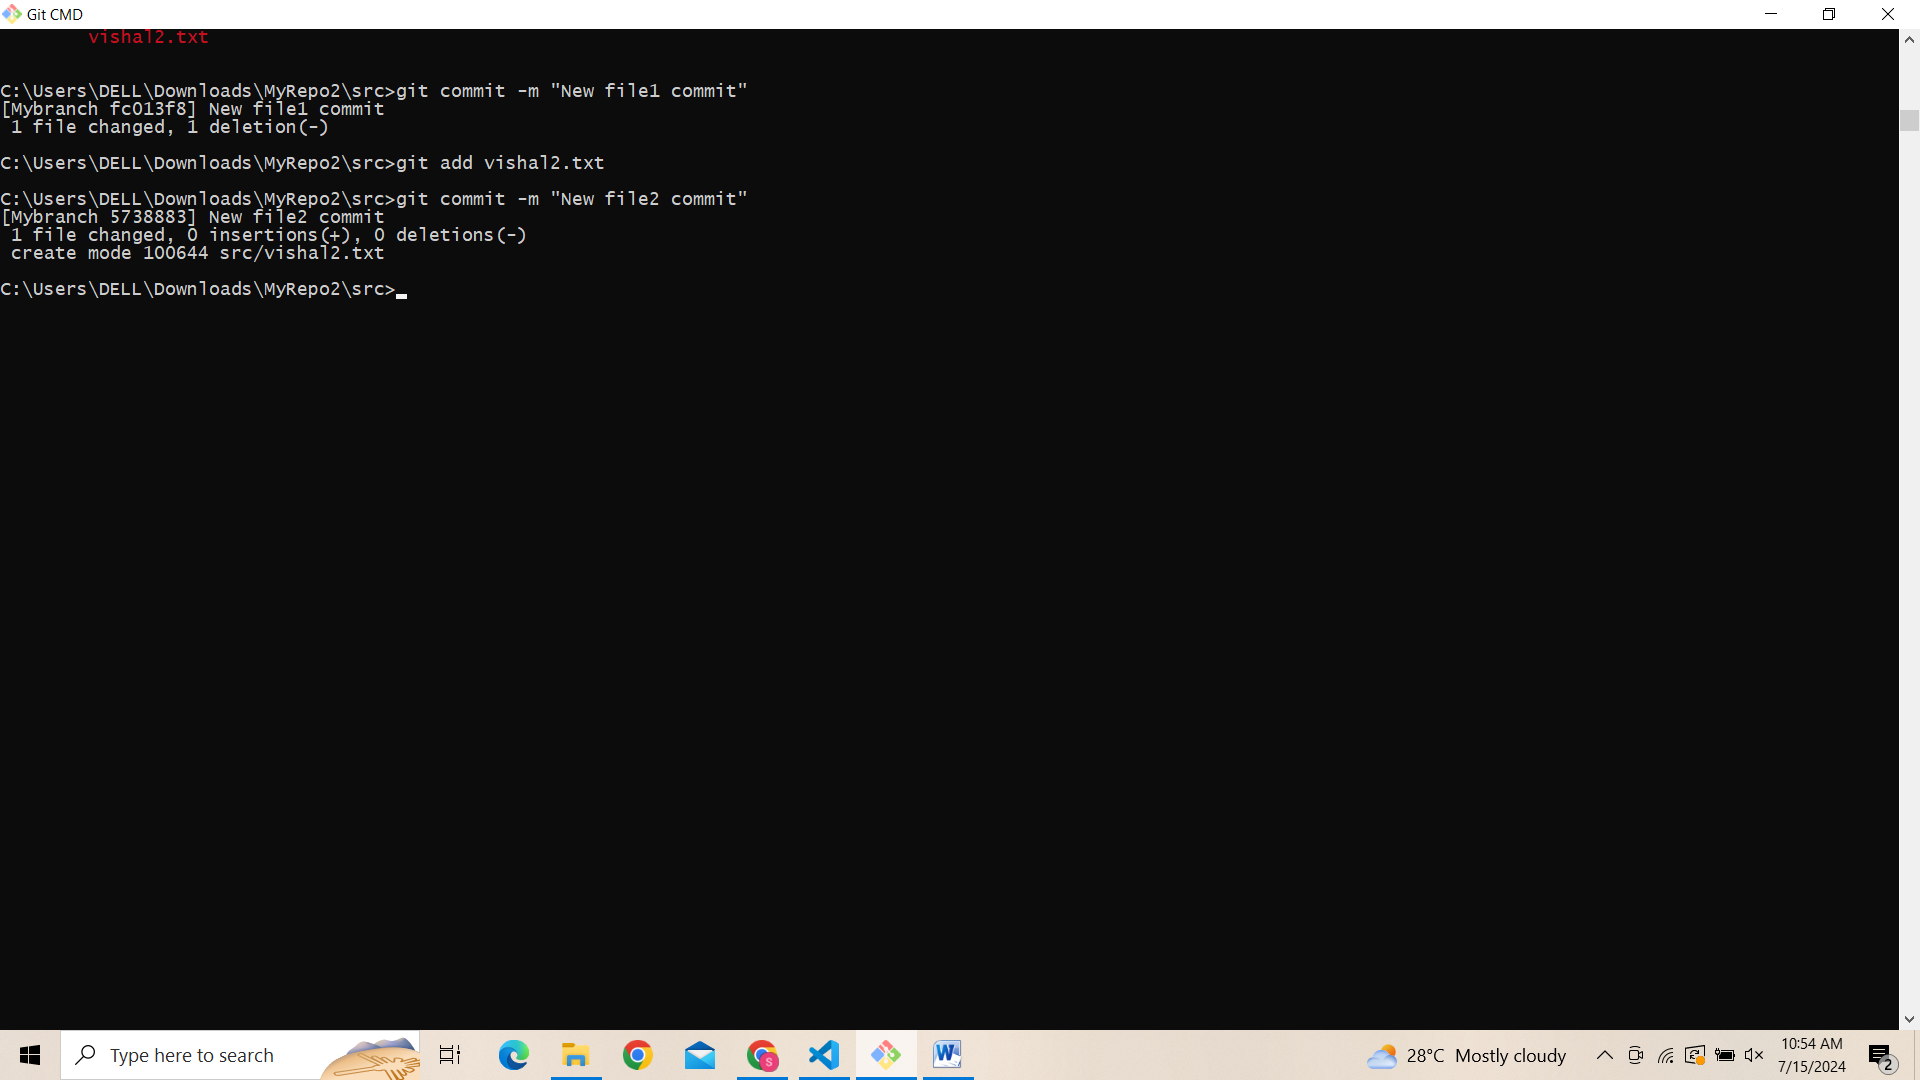 Git CMD
vishal2.txt
C:\Users\DELL\Downloads\MyRepo2\src>git commit -m "New file1 commit"
[Mybranch fc013f8] New file1 commit
 1 file changed, 1 deletion(-)
C:\Users\DELL\Downloads\MyRepo2\src>git add vishal2.txt
C:\Users\DELL\Downloads\MyRepo2\src>git commit -m "New file2 commit"
[Mybranch 5738883] New file2 commit
 1 file changed, 0 insertions(+), 0 deletions(-)
 create mode 100644 src/vishal2.txt
C:\Users\DELL\Downloads\MyRepo2\src>
Type here to search
S
W
28°C Mostly cloudy
10:54 AM
7/15/2024
2